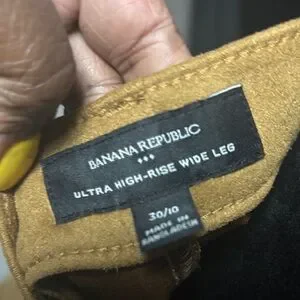 BANANA REPUBLIC
ULTRA HIGH-RISE WIDE LEG
30/10
MADE IN
BANGLADESH